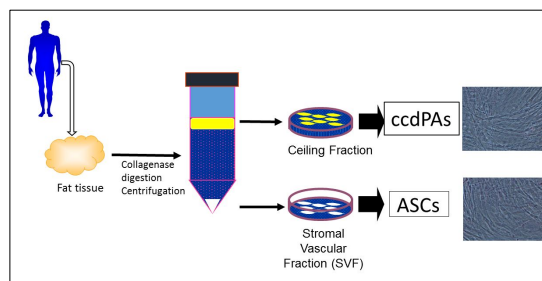 Fat tissue
Collagenase
digestion
Centrifugation
Ceiling Fraction
ccdPAs
Stromal
Vascular
Fraction (SVF)
ASCs